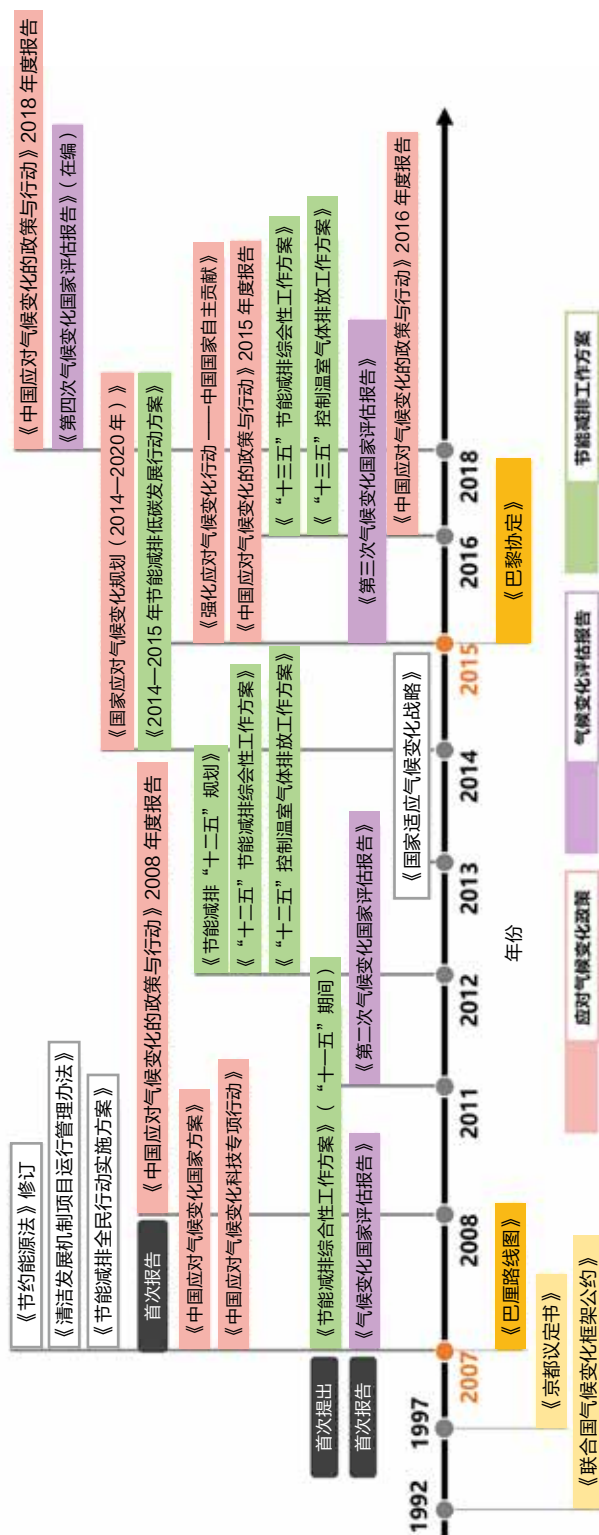 《中国应对气候变化的政策与行动》2018 年度报告
《第四次气候变化国家评估报告》（在编）
《国家应对气候变化规划（2014—2020 年）》
《2014—2015 年节能减排低碳发展行动方案》
《强化应对气候变化行动——中国国家自主贡献》
《中国应对气候变化的政策与行动》2015 年度报告
《“十三五”节能减排综合性工作方案》
《“十三五”控制温室气体排放工作方案》
《第三次气候变化国家评估报告》
《中国应对气候变化的政策与行动》2016 年度报告
《节约能源法》修订
《清洁发展机制项目运行管理办法》
《节能减排全民行动实施方案》
首次报告
《中国应对气候变化的政策与行动》2008 年度报告
《中国应对气候变化国家方案》
《中国应对气候变化科技专项行动》
《节能减排“十二五”规划》
《“十二五”节能减排综合性工作方案》
《“十二五”控制温室气体排放工作方案》
首次提出
《节能减排综合性工作方案》（“十一五”期间）
首次报告
《气候变化国家评估报告》
《第二次气候变化国家评估报告》
《国家适应气候变化战略》
1992
1997
2007
2008
2011
2012
2013
2014
2015
2016
2018
《巴厘路线图》
年份
《巴黎协定》
《京都议定书》
《联合国气候变化框架公约》
应对气候变化政策
气候变化评估报告
节能减排工作方案